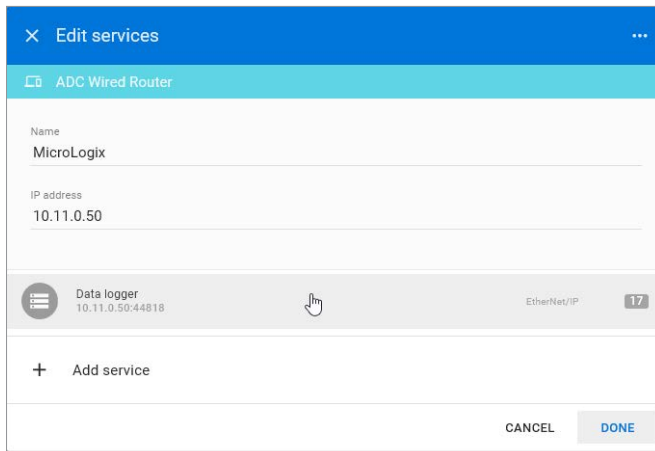 Edit services
ADC Wired Router
Name
MicroLogix
IP address
10.11.0.50
Data logger
10.11.0.50:44818
EtherNet/IP
17
Add service
CANCEL
DONE